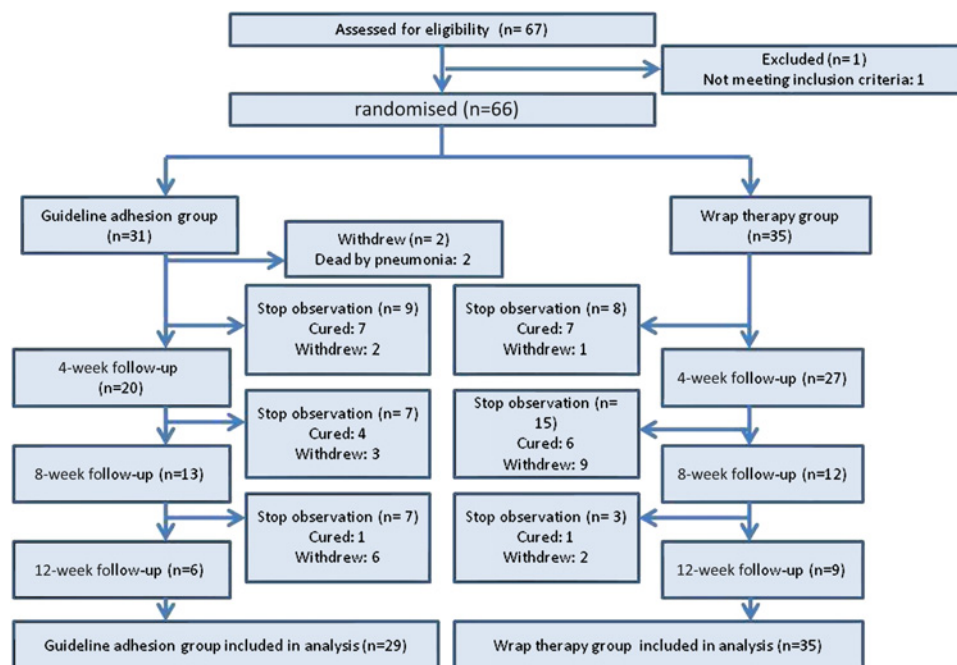 Assessed for eligibility (n= 67)
Excluded (n= 1)
Not meeting inclusion criteria: 1
randomised (n=66)
Guideline adhesion group
(n=31)
Wrap therapy group
(n=35)
Withdrew (n= 2)
Dead by pneumonia: 2
Stop observation (n= 9)
Cured: 7
Withdrew: 2
Stop observation (n= 8)
Cured: 7
Withdrew: 1
4-week follow-up
(n=20)
4-week follow-up (n=27)
Stop observation (n= 7)
Cured: 4
Withdrew: 3
Stop observation (n=
15)
Cured: 6
Withdrew: 9
8-week follow-up (n=13)
8-week follow-up (n=12)
Stop observation (n= 7)
Cured: 1
Withdrew: 6
Stop observation (n= 3)
Cured: 1
Withdrew: 2
12-week follow-up (n=6)
12-week follow-up (n=9)
Guideline adhesion group included in analysis (n=29)
Wrap therapy group included in analysis (n=35)